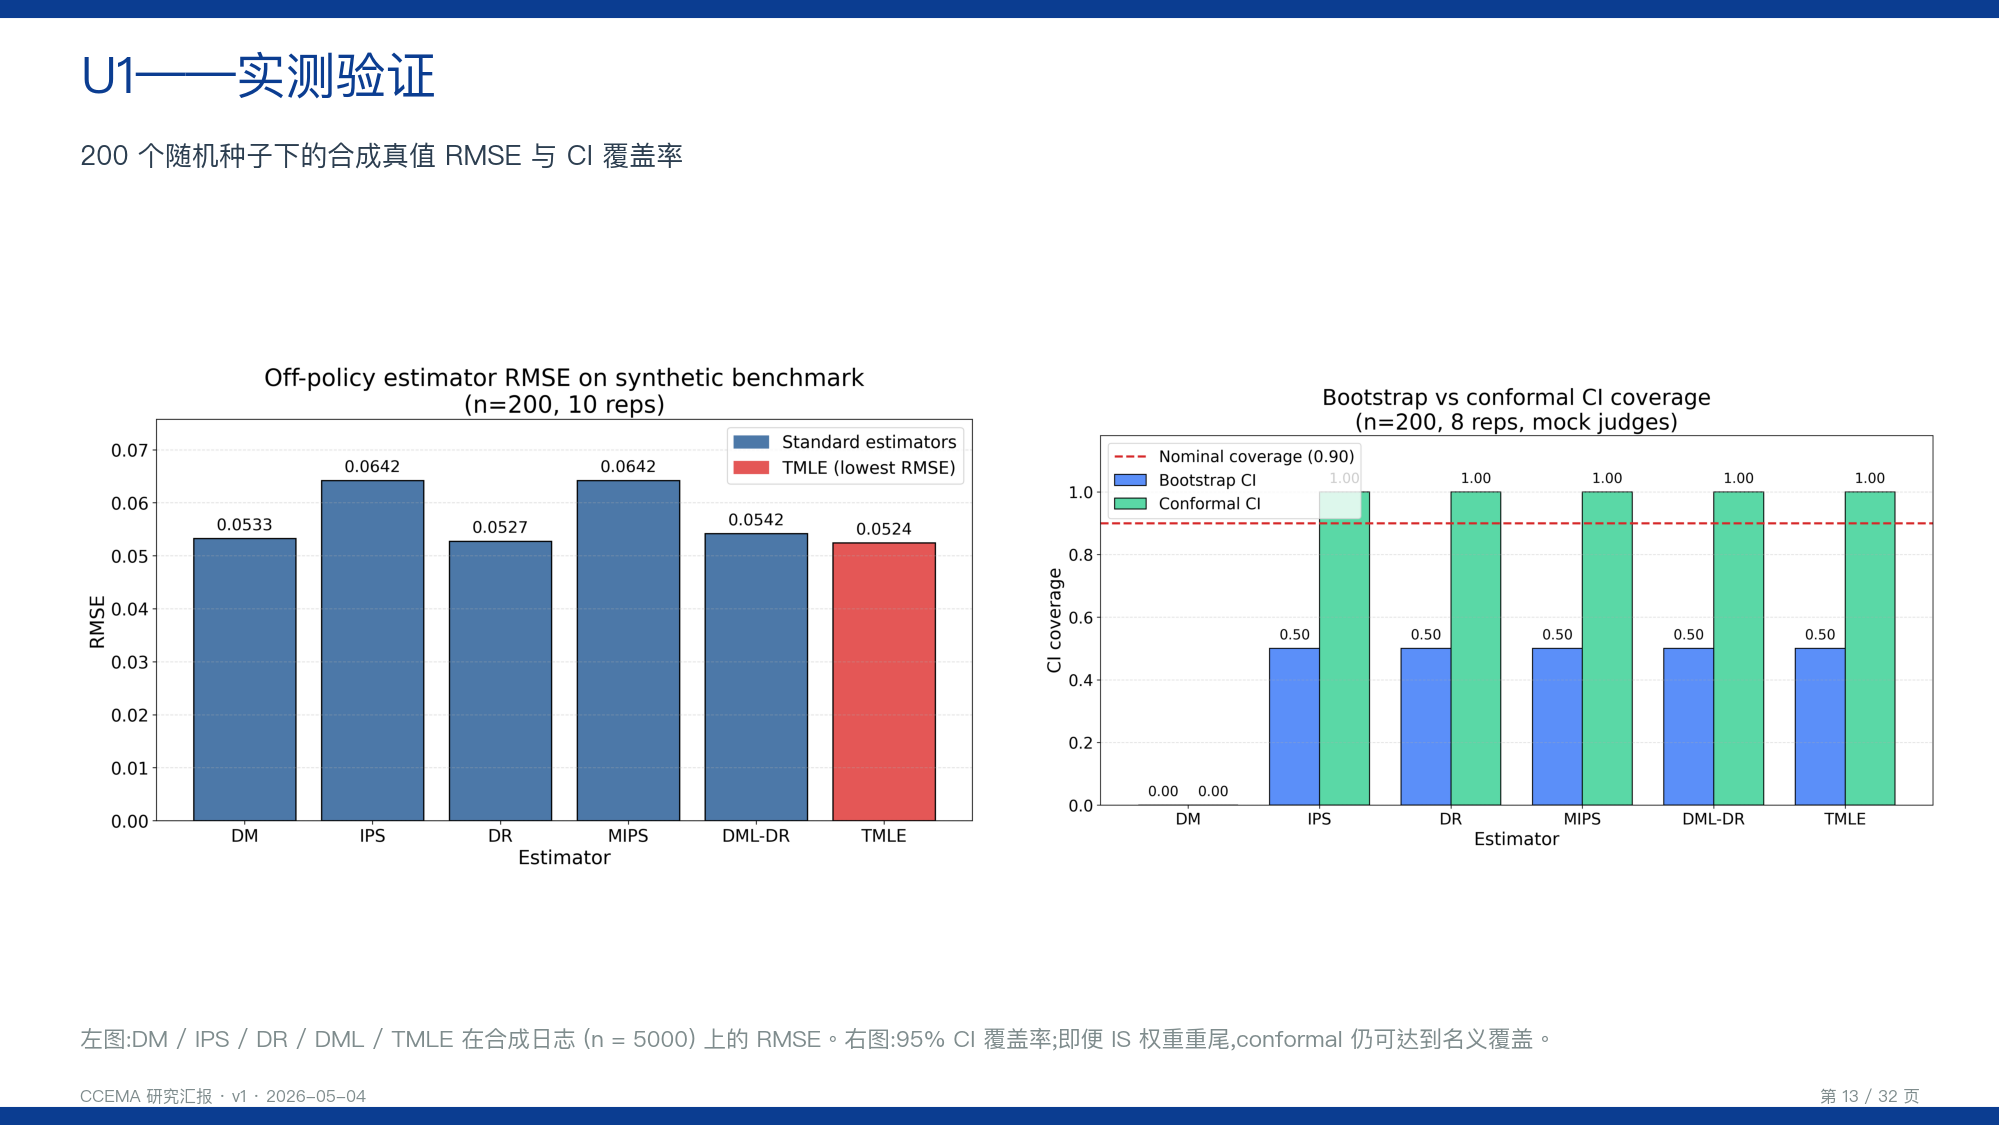 U1——实测验证
200 个随机种子下的合成真值 RMSE 与 CI 覆盖率
Off-policy estimator RMSE on synthetic benchmark
(n=200, 10 reps)
Standard estimators
TMLE (lowest RMSE)
0.07
0.06
0.05
0.04
0.03
0.02
0.01
0.00
RMSE
0.0533
0.0642
0.0527
0.0642
0.0542
0.0524
DM
IPS
DR
MIPS
DML-DR
TMLE
Estimator
Bootstrap vs conformal CI coverage
(n=200, 8 reps, mock judges)
Nominal coverage (0.90)
Bootstrap CI
Conformal CI
1.0
0.8
0.6
0.4
0.2
0.0
CI coverage
0.00
0.00
0.50
1.00
0.50
1.00
0.50
1.00
0.50
1.00
0.50
1.00
DM
IPS
DR
MIPS
DML-DR
TMLE
Estimator
左图:DM / IPS / DR / DML / TMLE 在合成日志 (n = 5000) 上的 RMSE。右图:95% CI 覆盖率;即便 IS 权重重尾,conformal 仍可达到名义覆盖。
CCEMA 研究汇报 · v1 · 2026-05-04
第 13 / 32 页